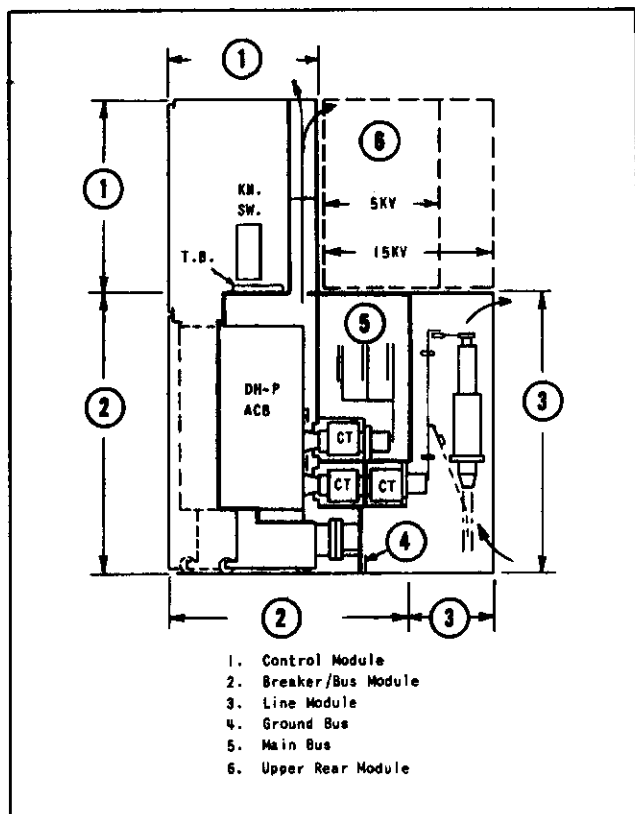 1
1
6
KN.
SW.
5KV
T.B.
15KV
5
2
DH-P
ACB
3
CT
CT
CT
4
2
3
1. Control Module
2. Breaker/Bus Module
3. Line Module
4. Ground Bus
5. Main Bus
6. Upper Rear Module